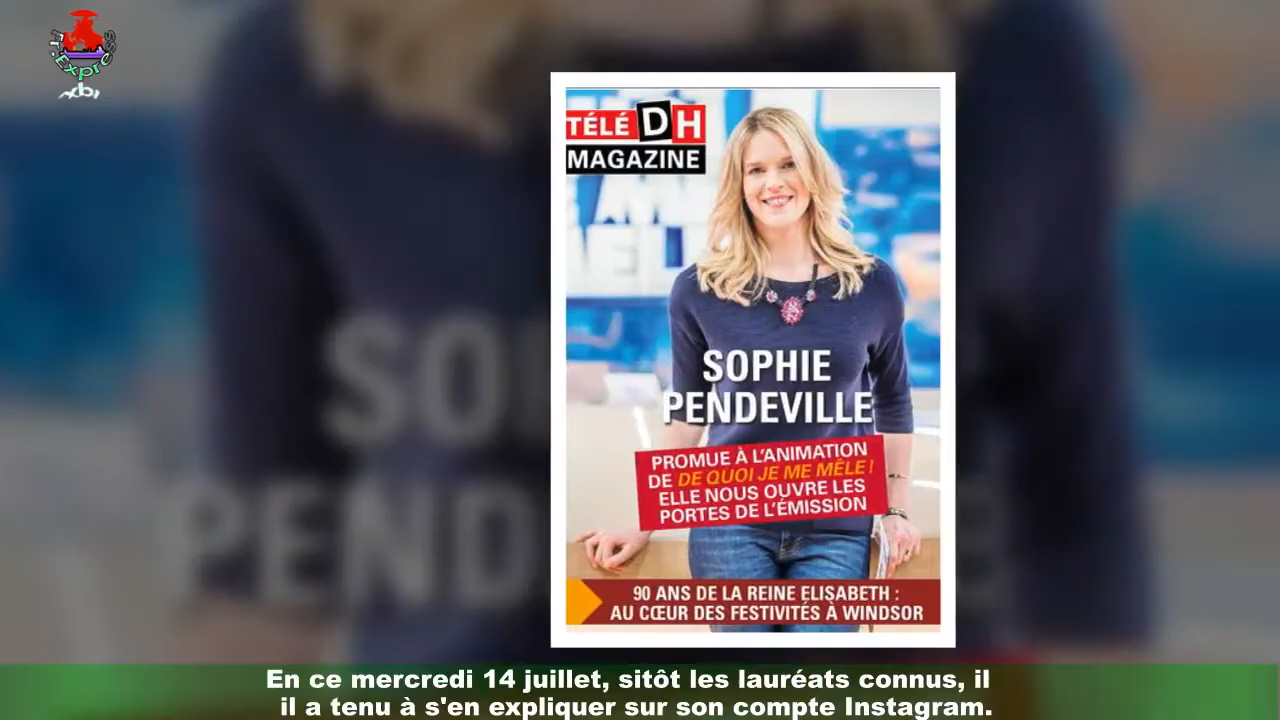 Fr.Express
TÉLÉ DH
MAGAZINE
SOPHIE
PENDEVILLE
PROMUE À L'ANIMATION
DE DE QUOI JE ME MÊLE !
ELLE NOUS OUVRE LES
PORTES DE L'ÉMISSION
90 ANS DE LA REINE ELISABETH :
AU CŒUR DES FESTIVITÉS À WINDSOR
En ce mercredi 14 juillet, sitôt les lauréats connus, il
il a tenu à s'en expliquer sur son compte Instagram.